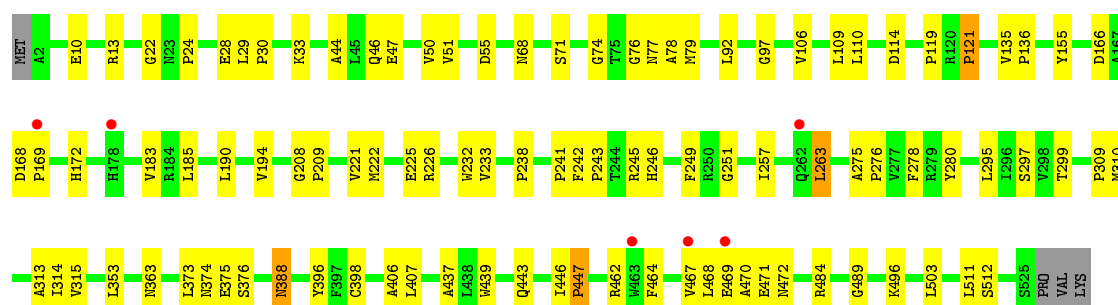 MET A2 E10 R13 G22 N23 P24 E28 L29 P30 K33 A44 L45 Q46 E47 V50 V51 D55 N68 S71 G74 T75 G76 N77 A78 M79 L92 G97 V106 L109 L110 D114 P119 R120 P121 V135 P136 Y155 D166 A167
D168 P169 H172 H178 V183 R184 L185 L190 V194 G208 P209 V221 M222 E225 R226 W232 V233 P238 P241 F242 P243 T244 R245 H246 F249 R250 G251 I257 Q262 L263 A275 P276 V277 F278 R279 Y280 L295 I296 S297 V298 T299 P309 M310
A313 I314 V315 L353 N363 L373 N374 E375 S376 N388 Y396 F397 C398 A406 L407 A437 L438 W439 Q443 I446 P447 R462 W463 F464 V467 L468 E469 A470 E471 N472 R484 G489 K496 L503 L511 S512 S525 PRO VAL LYS